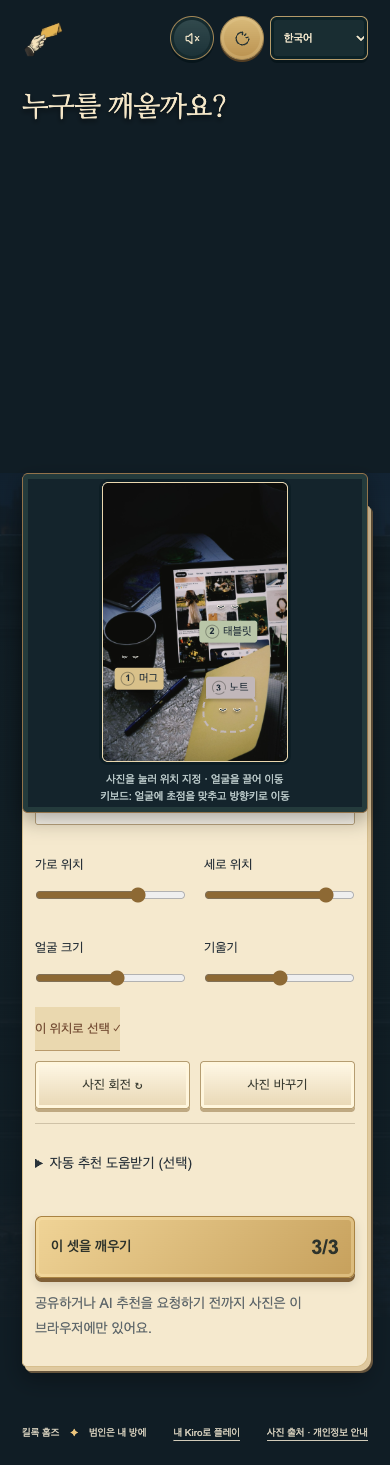 한국어
누구를 깨울까요?
② 태블릿
① 머그
③ 노트
사진을 눌러 위치 지정 · 얼굴을 끌어 이동
키보드: 얼굴에 초점을 맞추고 방향키로 이동
가로 위치
세로 위치
얼굴 크기
기울기
이 위치로 선택 ✓
사진 회전 ↻
사진 바꾸기
▶ 자동 추천 도움받기 (선택)
이 셋을 깨우기 3/3
공유하거나 AI 추천을 요청하기 전까지 사진은 이
브라우저에만 있어요.
킬록 홈즈 ✦ 범인은 내 방에
내 Kiro로 플레이
사진 출처 · 개인정보 안내